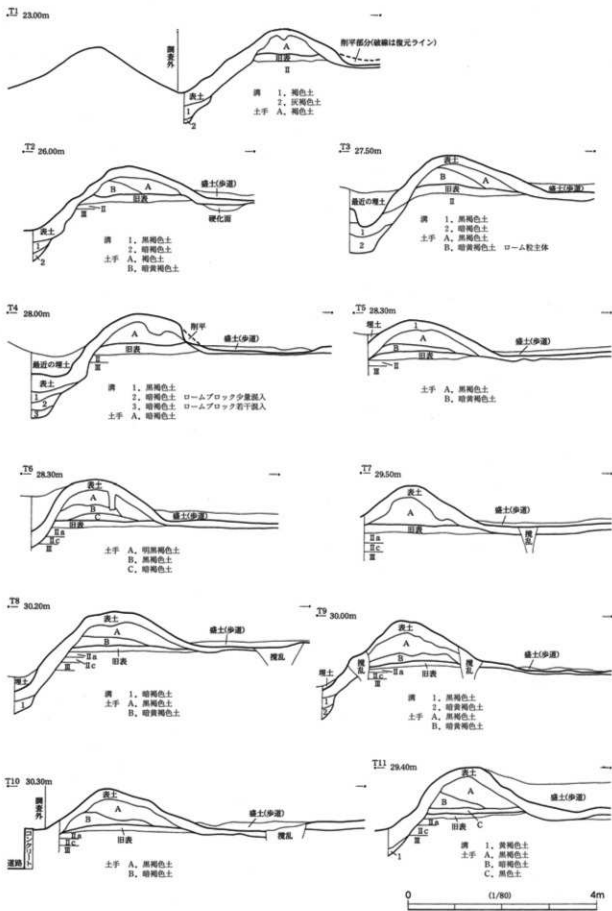 T1
23.00m
調査外
削平部分(破線は復元ライン)
A
旧表
II
表土
1
2
溝 1、褐色土
2、灰褐色土
土手 A、褐色土
T2
26.00m
B A
盛土(歩道)
旧表
II
III
硬化面
表土
1
2
溝 1、黒褐色土
2、暗褐色土
土手 A、褐色土
B、暗黄褐色土
T3
27.50m
表土
B A
盛土(歩道)
旧表
II
最近の埋土
1
2
溝 1、黒褐色土
2、暗褐色土
土手 A、黒褐色土
B、暗黄褐色土 ローム粒主体
T4
28.00m
削平
A
盛土(歩道)
旧表
II
III
最近の埋土
表土
1
2
3
溝 1、黒褐色土
2、暗褐色土 ロームブロック少量混入
3、暗褐色土 ロームブロック若干混入
土手 A、暗褐色土
T5
28.30m
埋土
1
A
B
盛土(歩道)
旧表
II
III
土手 A、黒褐色土
B、暗黄褐色土
T6
28.30m
表土
A
B
C
盛土(歩道)
旧表
IIa
IIc
III
土手 A、明黒褐色土
B、黒褐色土
C、暗褐色土
T7
29.50m
表土
A
盛土(歩道)
旧表
IIa
IIc
III
攪乱
T8
30.20m
表土
A
B
盛土(歩道)
旧表
攪乱
IIa
IIc
III
埋土
1
溝 1、暗褐色土
土手 A、黒褐色土
B、暗黄褐色土
T9
30.00m
表土
A
B
攪乱
攪乱
盛土(歩道)
旧表
IIa
IIc
III
埋土
1
2
溝 1、黒褐色土
2、暗黄褐色土
土手 A、黒褐色土
B、暗黄褐色土
T10
30.30m
調査外
表土
A
B
盛土(歩道)
旧表
攪乱
IIa
IIc
III
コンクリート
道路
土手 A、黒褐色土
B、暗褐色土
T11
29.40m
表土
A
B
盛土(歩道)
旧表
C
IIa
IIc
III
1
溝 1、黄褐色土
土手 A、黒褐色土
B、暗褐色土
C、黒色土
0 (1/80) 4m